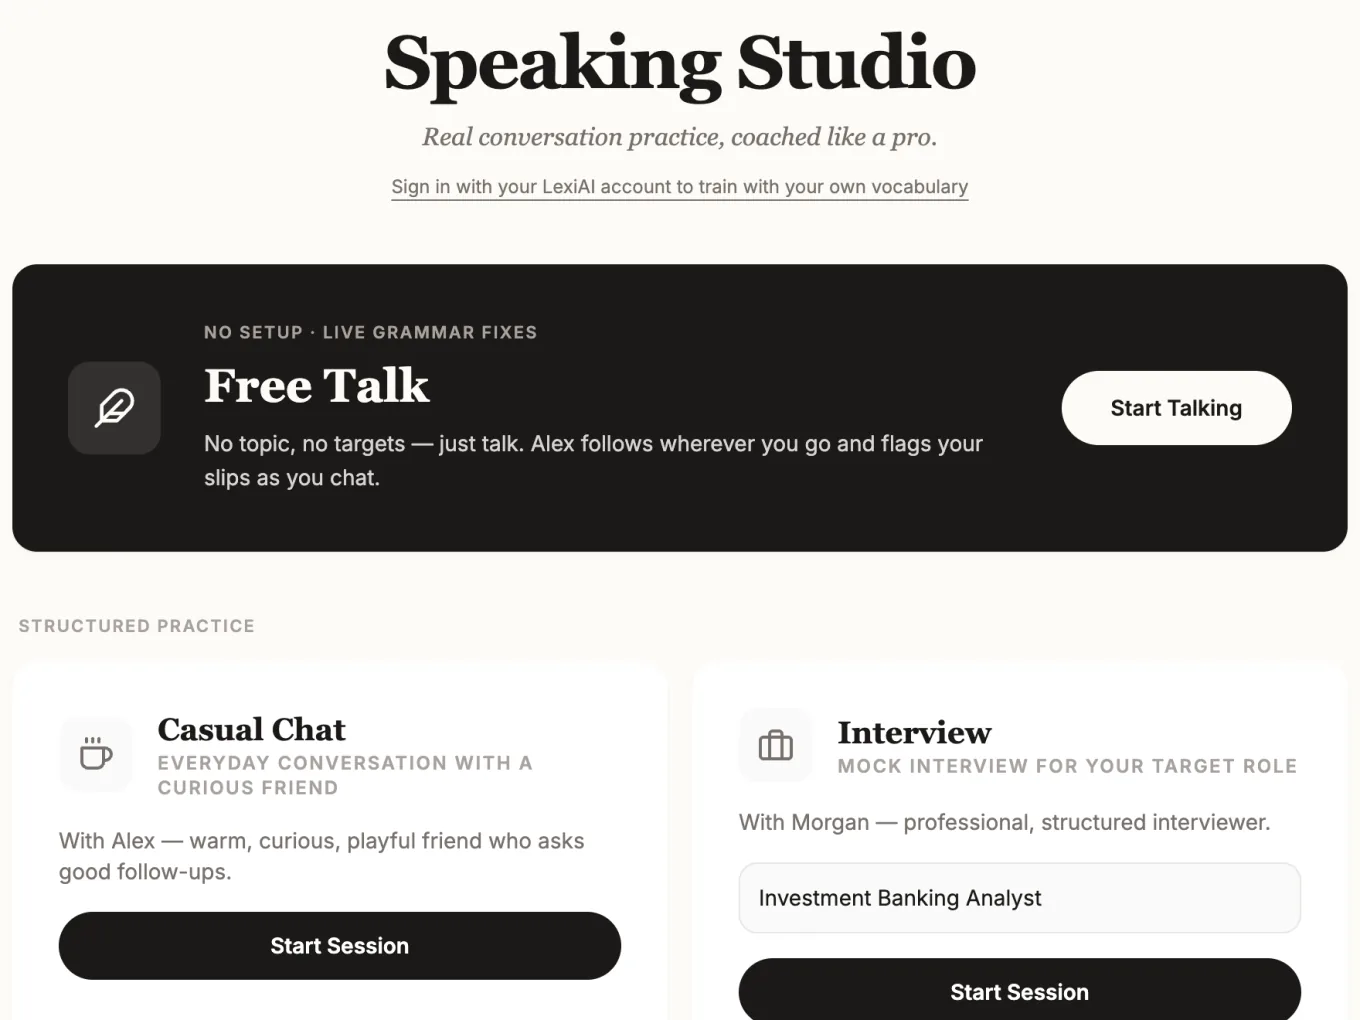 Speaking Studio
Real conversation practice, coached like a pro.
Sign in with your LexiAI account to train with your own vocabulary
NO SETUP · LIVE GRAMMAR FIXES
Free Talk
No topic, no targets — just talk. Alex follows wherever you go and flags your
slips as you chat.
Start Talking
STRUCTURED PRACTICE
Casual Chat
EVERYDAY CONVERSATION WITH A
CURIOUS FRIEND
With Alex — warm, curious, playful friend who asks
good follow-ups.
Start Session
Interview
MOCK INTERVIEW FOR YOUR TARGET ROLE
With Morgan — professional, structured interviewer.
Investment Banking Analyst
Start Session